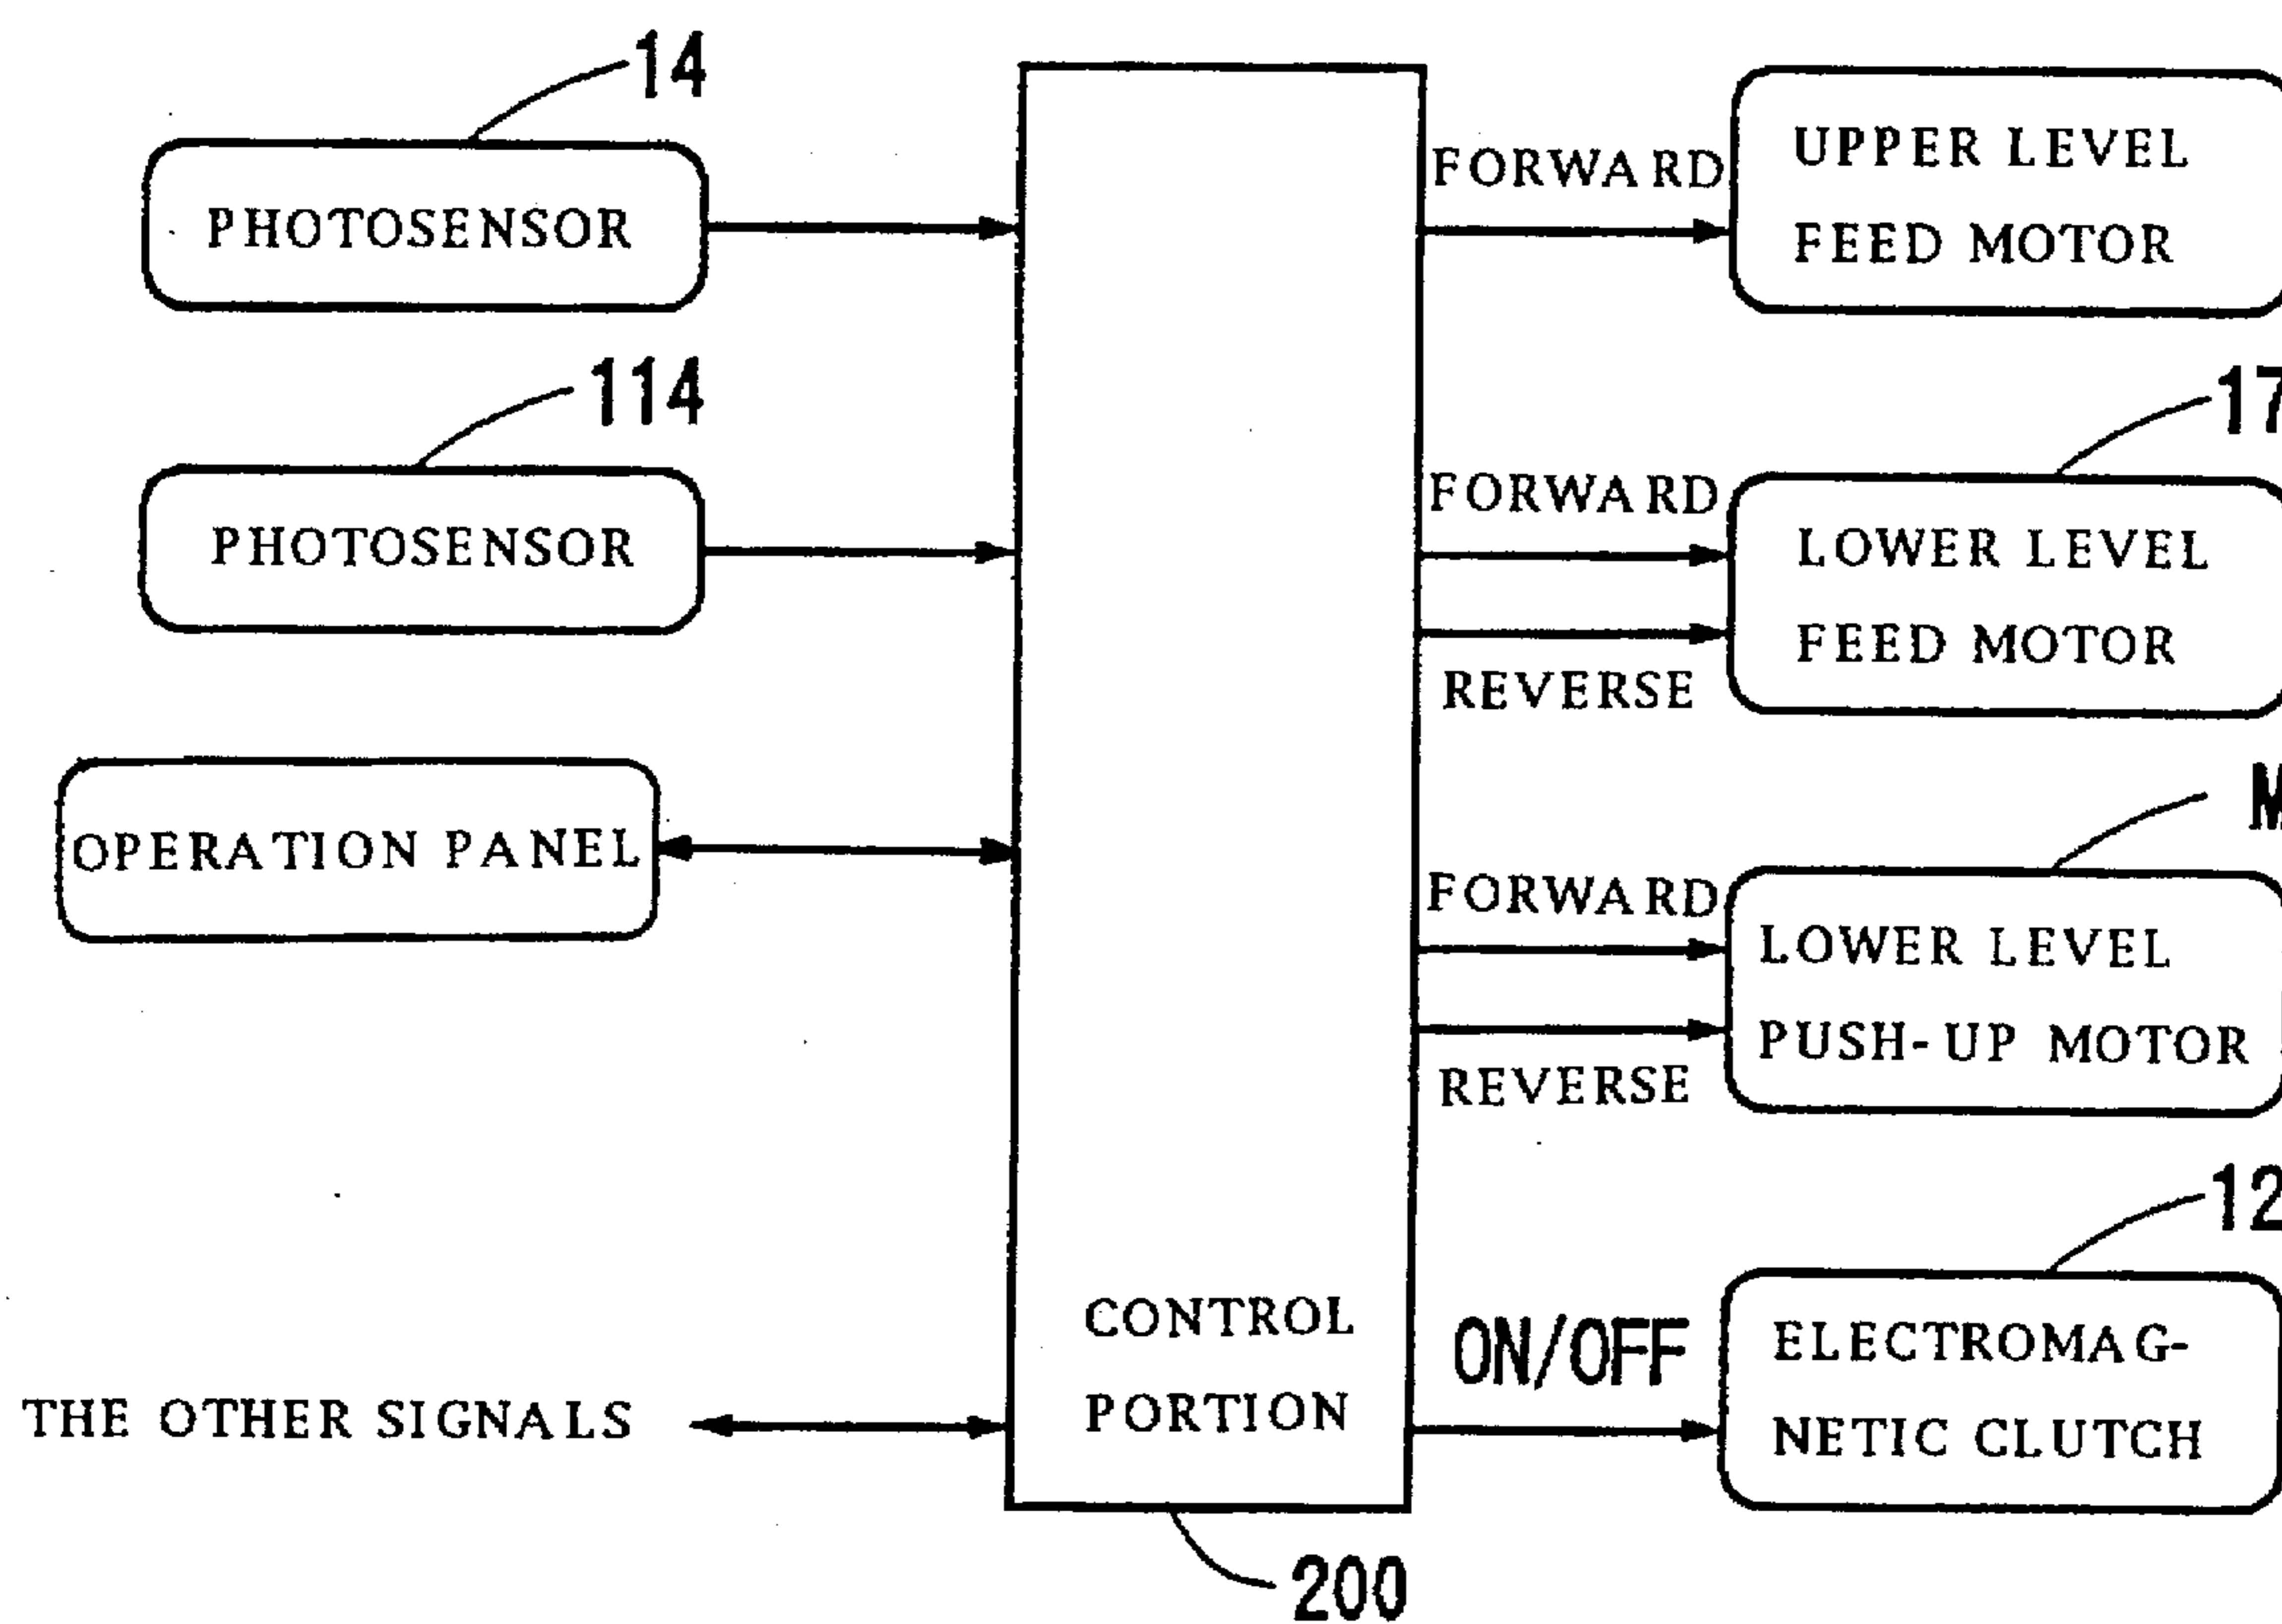 14
PHOTOSENSOR
114
PHOTOSENSOR
OPERATION PANEL
THE OTHER SIGNALS
CONTROL
PORTION
200
FORWARD
UPPER LEVEL
FEED MOTOR
FORWARD
REVERSE
LOWER LEVEL
FEED MOTOR
FORWARD
REVERSE
LOWER LEVEL
PUSH-UP MOTOR
ON/OFF
ELECTROMAG-
NETIC CLUTCH